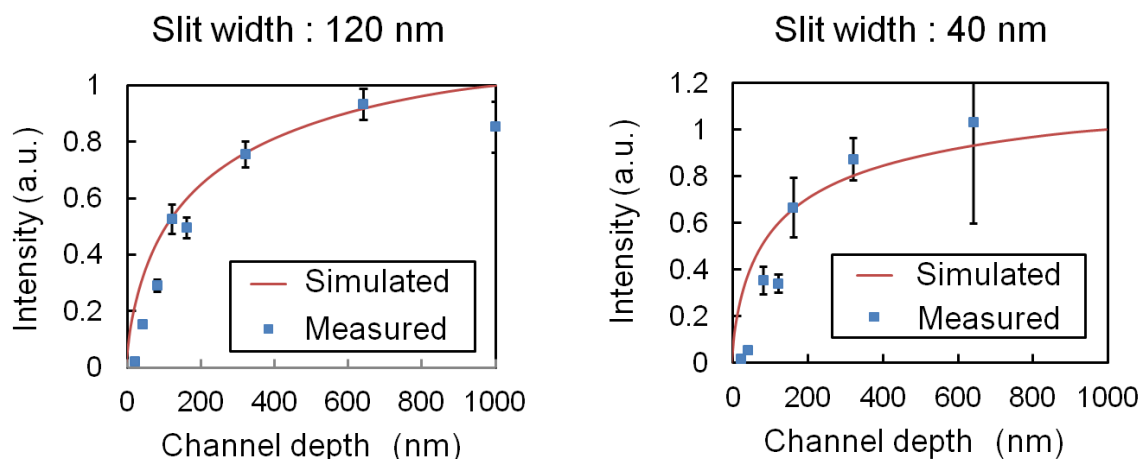 Slit width : 120 nm
Intensity (a.u.)
1
0.8
0.6
0.4
0.2
0
Simulated
Measured
0 200 400 600 800 1000
Channel depth (nm)
Slit width : 40 nm
Intensity (a.u.)
1.2
1
0.8
0.6
0.4
0.2
0
Simulated
Measured
0 200 400 600 800 1000
Channel depth (nm)